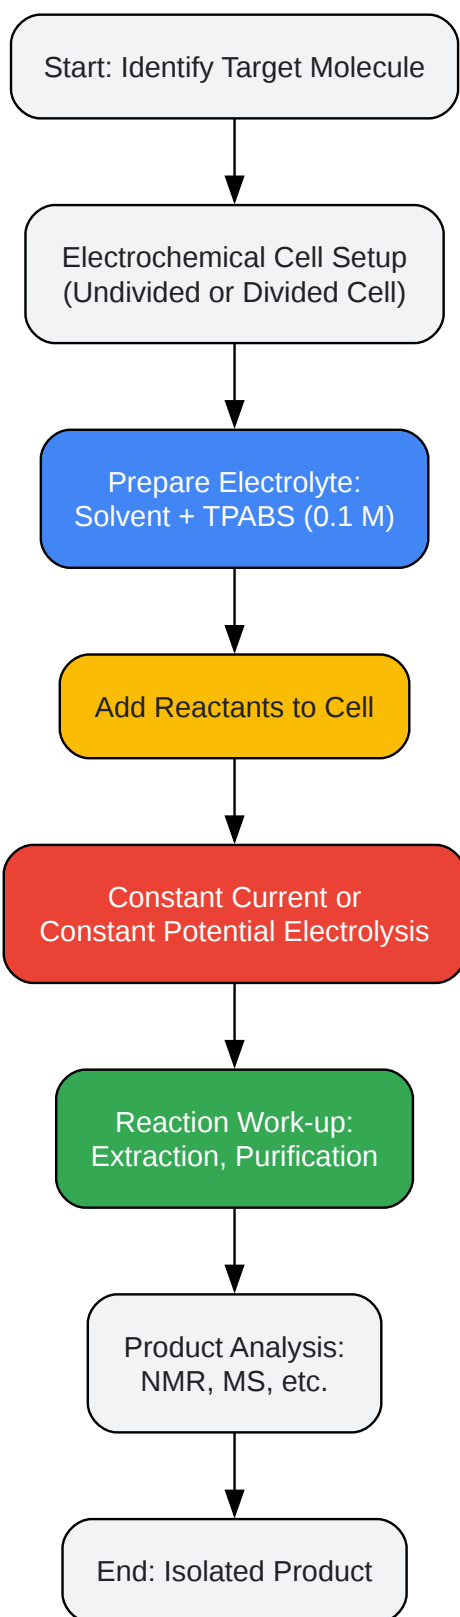 Start: Identify Target Molecule
Electrochemical Cell Setup
(Undivided or Divided Cell)
Prepare Electrolyte:
Solvent + TPABS (0.1 M)
Add Reactants to Cell
Constant Current or
Constant Potential Electrolysis
Reaction Work-up:
Extraction, Purification
Product Analysis:
NMR, MS, etc.
End: Isolated Product